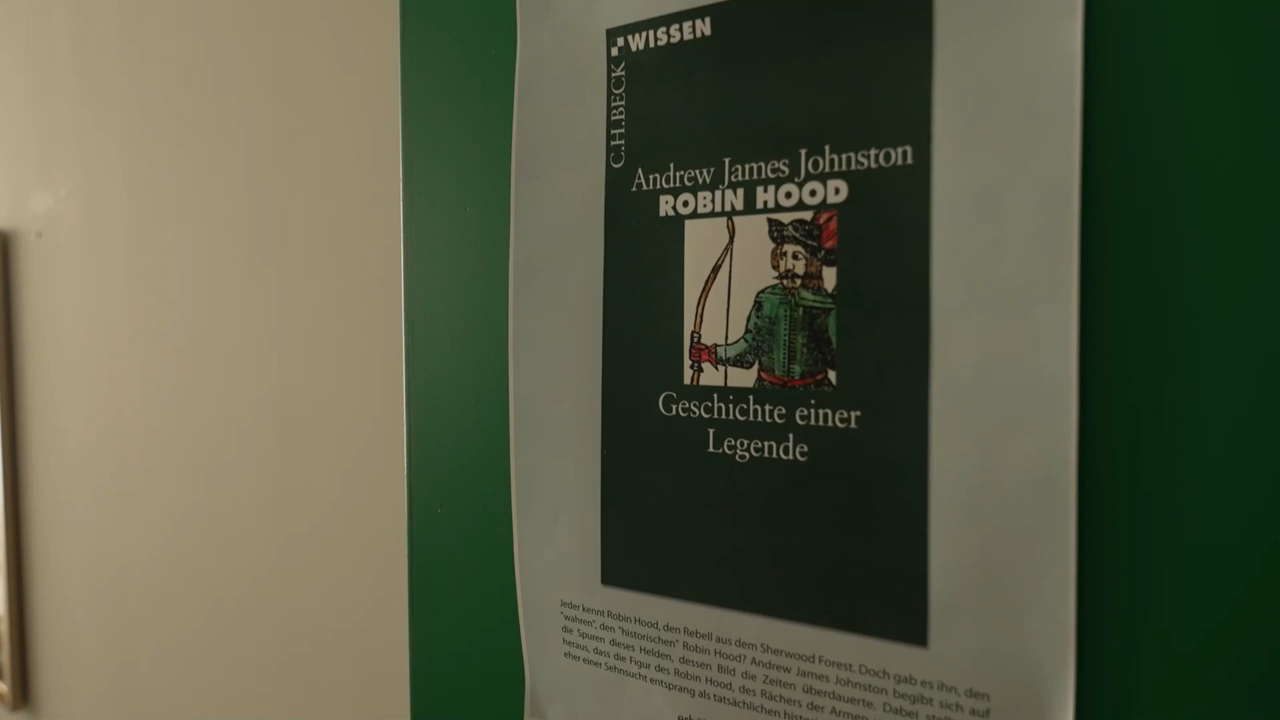 WISSEN
C.H.BECK
Andrew James Johnston
ROBIN HOOD
Geschichte einer
Legende
Jeder kennt Robin Hood, den Rebell aus dem Sherwood Forest. Doch gab es ihn, den
"wahren", den "historischen" Robin Hood? Andrew James Johnston begibt sich auf
die Spuren dieses Helden, dessen Bild die Zeiten überdauerte. Dabei
heraus, dass die Figur des Robin Hood, des Rächers der Armen
eher einer Sehnsucht entsprang als tatsächlichen